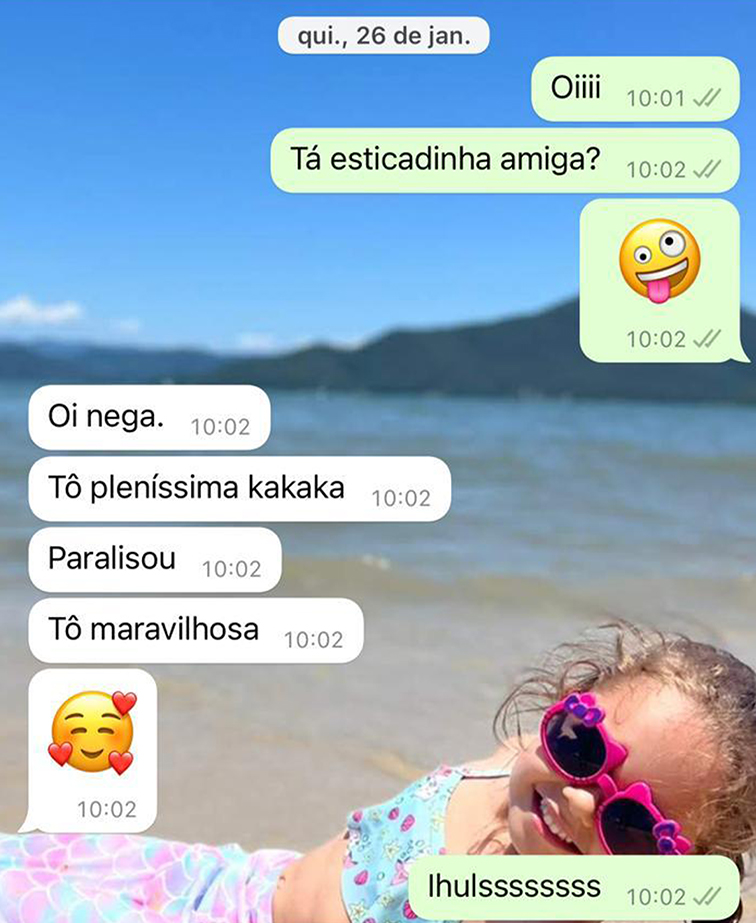 qui., 26 de jan.
Oiiii 10:01
Tá esticadinha amiga? 10:02
🤪
10:02
Oi nega. 10:02
Tô pleníssima kakaka 10:02
Paralisou 10:02
Tô maravilhosa 10:02
🥰
10:02
Ihulsssssssss 10:02